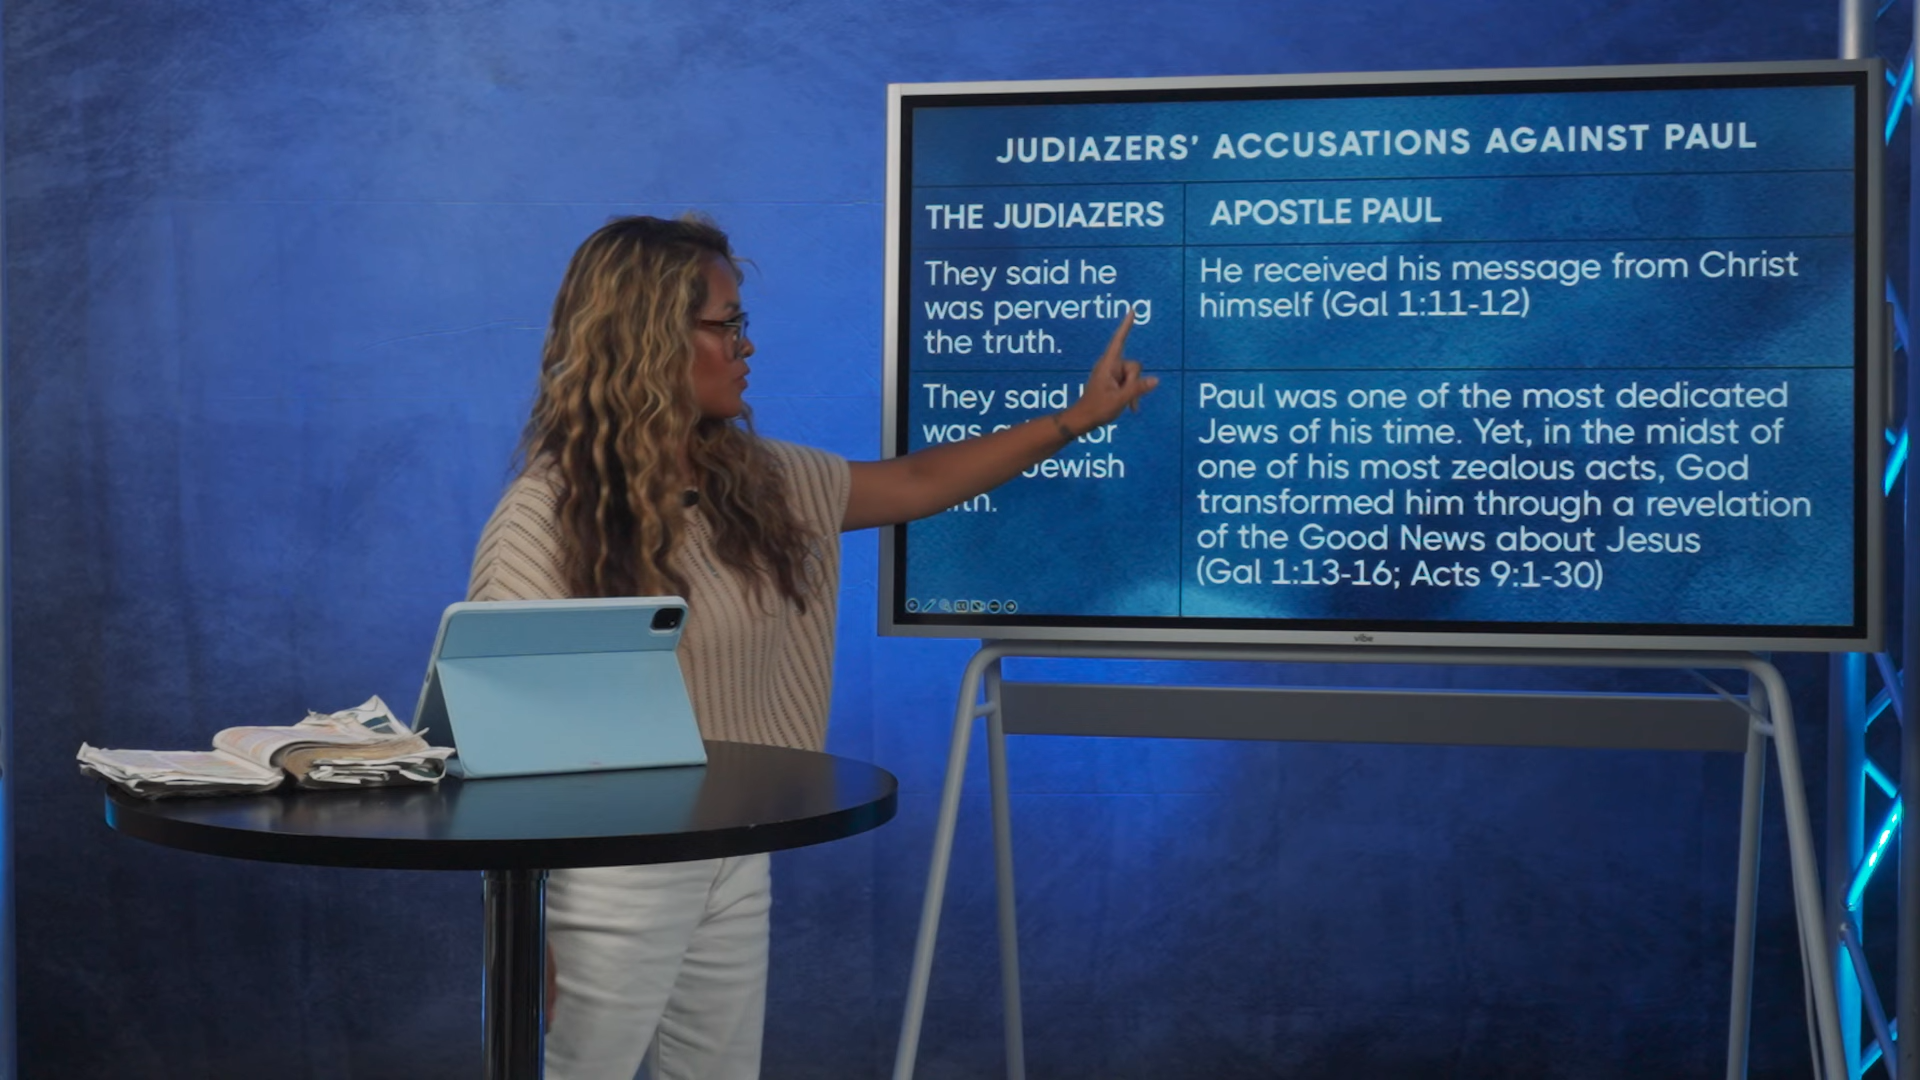 JUDIAZERS’ ACCUSATIONS AGAINST PAUL
THE JUDIAZERS
APOSTLE PAUL
They said he
was perverting
the truth.
He received his message from Christ
himself (Gal 1:11-12)
They said
was
Jewish
Paul was one of the most dedicated
Jews of his time. Yet, in the midst of
one of his most zealous acts, God
transformed him through a revelation
of the Good News about Jesus
(Gal 1:13-16; Acts 9:1-30)
vibe